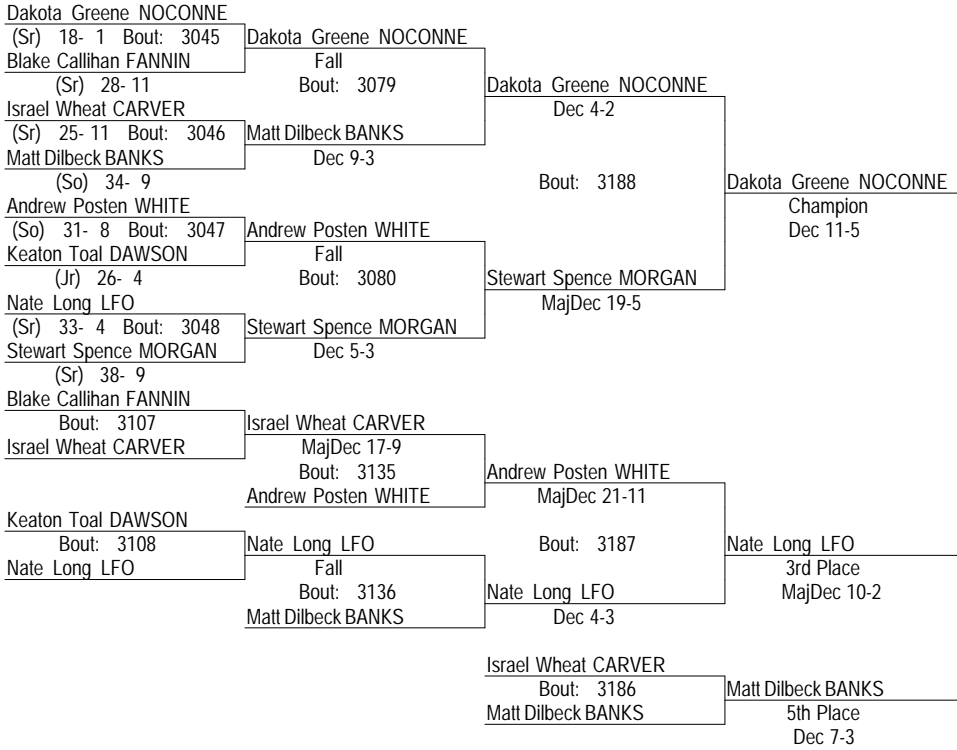 Dakota Greene NOCONNE
(Sr) 18- 1 Bout: 3045 Dakota Greene NOCONNE
Blake Callihan FANNIN Fall
(Sr) 28- 11 Bout: 3079 Dakota Greene NOCONNE
Israel Wheat CARVER Dec 4-2
(Sr) 25- 11 Bout: 3046 Matt Dilbeck BANKS
Matt Dilbeck BANKS Dec 9-3
(So) 34- 9 Bout: 3188 Dakota Greene NOCONNE
Andrew Posten WHITE Champion
(So) 31- 8 Bout: 3047 Andrew Posten WHITE Dec 11-5
Keaton Toal DAWSON Fall
(Jr) 26- 4 Bout: 3080 Stewart Spence MORGAN
Nate Long LFO MajDec 19-5
(Sr) 33- 4 Bout: 3048 Stewart Spence MORGAN
Stewart Spence MORGAN Dec 5-3
(Sr) 38- 9
Blake Callihan FANNIN
Bout: 3107 Israel Wheat CARVER
Israel Wheat CARVER MajDec 17-9
Bout: 3135 Andrew Posten WHITE
Andrew Posten WHITE MajDec 21-11
Keaton Toal DAWSON
Bout: 3108 Nate Long LFO Bout: 3187 Nate Long LFO
Nate Long LFO Fall 3rd Place
Bout: 3136 Nate Long LFO MajDec 10-2
Matt Dilbeck BANKS Dec 4-3
Israel Wheat CARVER
Bout: 3186 Matt Dilbeck BANKS
Matt Dilbeck BANKS 5th Place
Dec 7-3